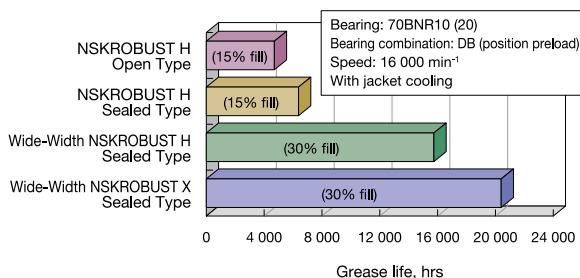 Bearing: 70BNR10 (20)
Bearing combination: DB (position preload)
Speed: 16 000 min⁻¹
With jacket cooling
NSKROBUST H
Open Type
(15% fill)
NSKROBUST H
Sealed Type
(15% fill)
Wide-Width NSKROBUST H
Sealed Type
(30% fill)
Wide-Width NSKROBUST X
Sealed Type
(30% fill)
0 4 000 8 000 12 000 16 000 20 000 24 000
Grease life, hrs